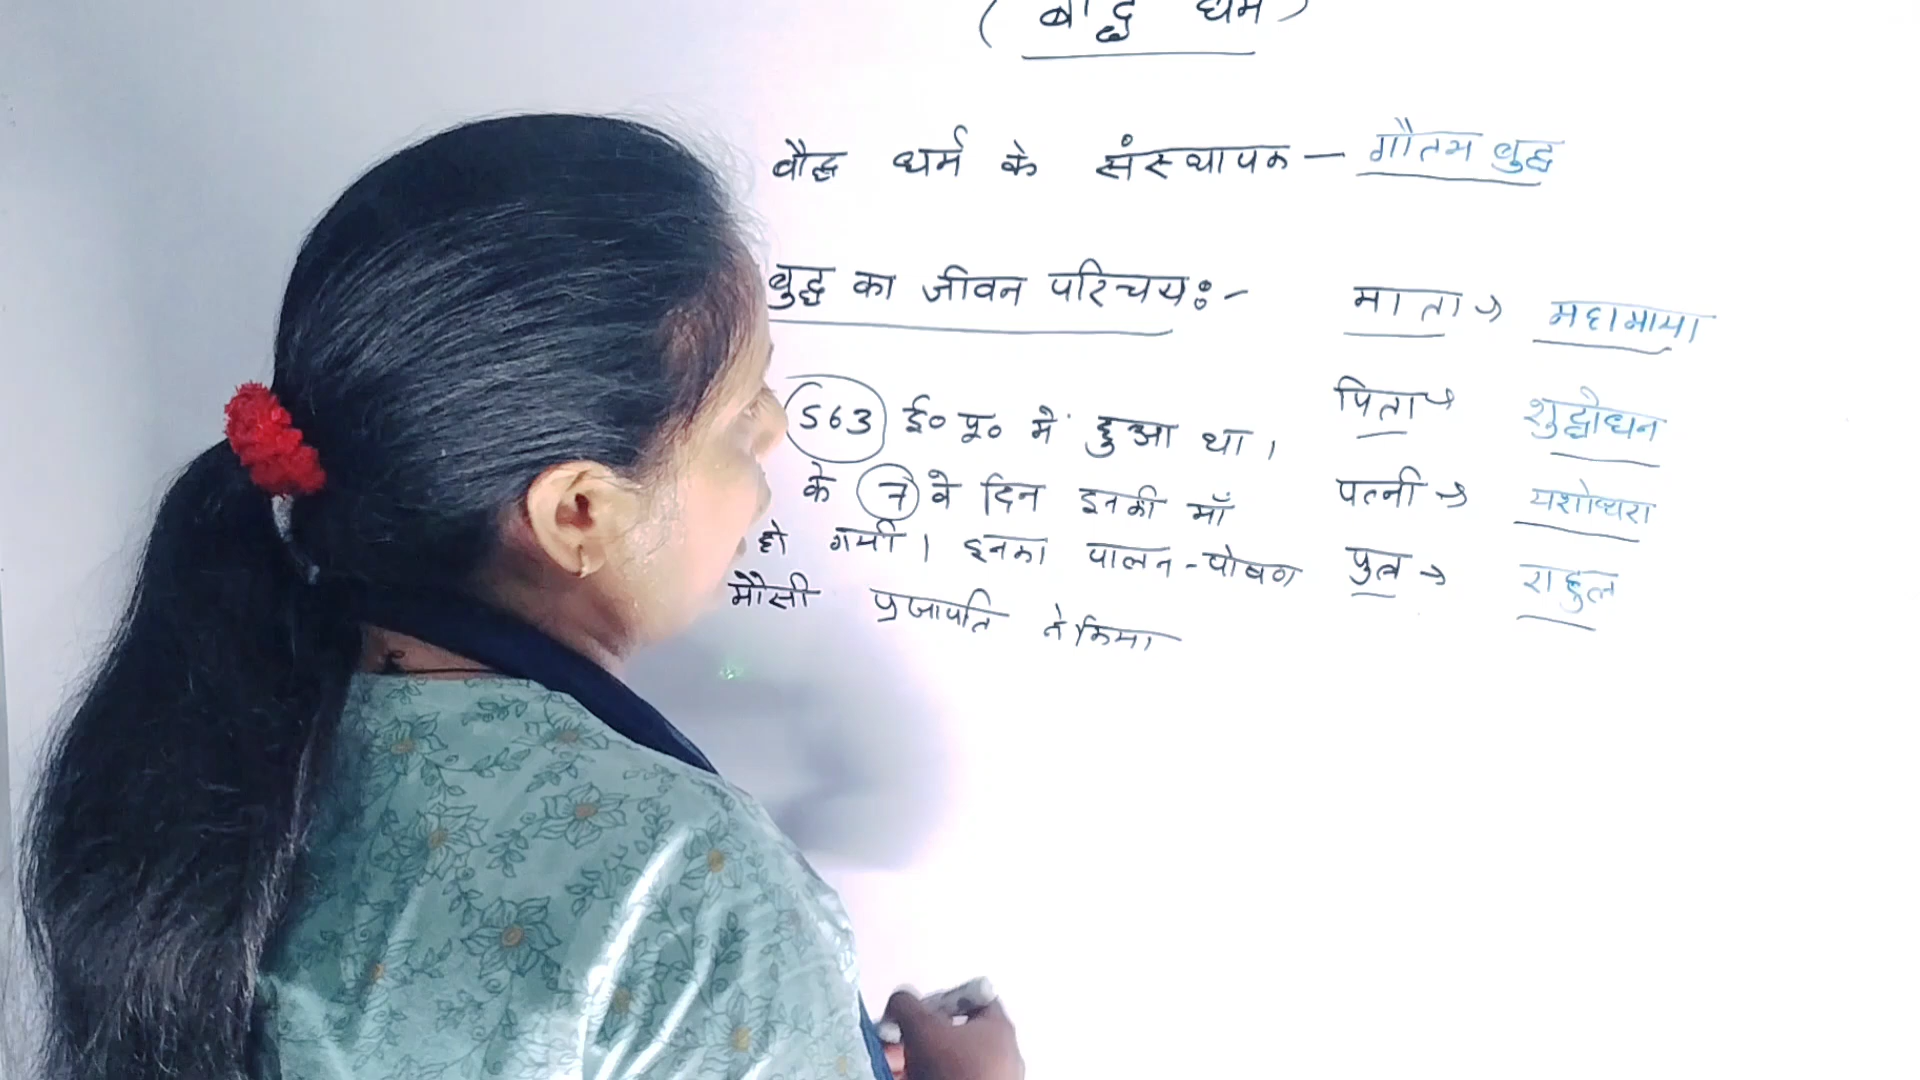 ( बौद्ध धर्म )
बौद्ध धर्म के संस्थापक – गौतम बुद्ध
बुद्ध का जीवन परिचय:-
माता → महामाया
563 ई० पू० में हुआ था।
पिता → शुद्धोधन
के 7 वे दिन इनकी माँ
पत्नी → यशोधरा
हो गयी। इनका पालन-पोषण
पुत्र → राहुल
मौसी प्रजापति ने किया